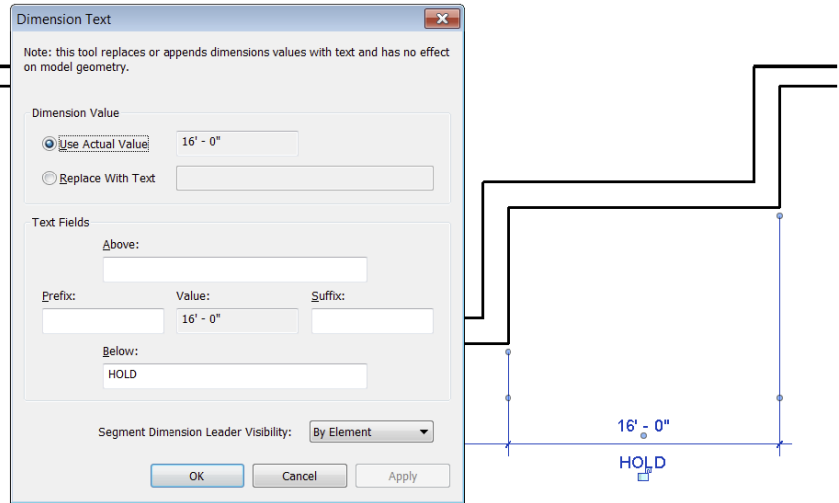 Dimension Text
Note: this tool replaces or appends dimensions values with text and has no effect
on model geometry.
Dimension Value
Use Actual Value
16' - 0"
Replace With Text
Text Fields
Above:
Prefix:
Value:
Suffix:
16' - 0"
Below:
HOLD
Segment Dimension Leader Visibility:
By Element
OK
Cancel
Apply
16' - 0"
HOLD